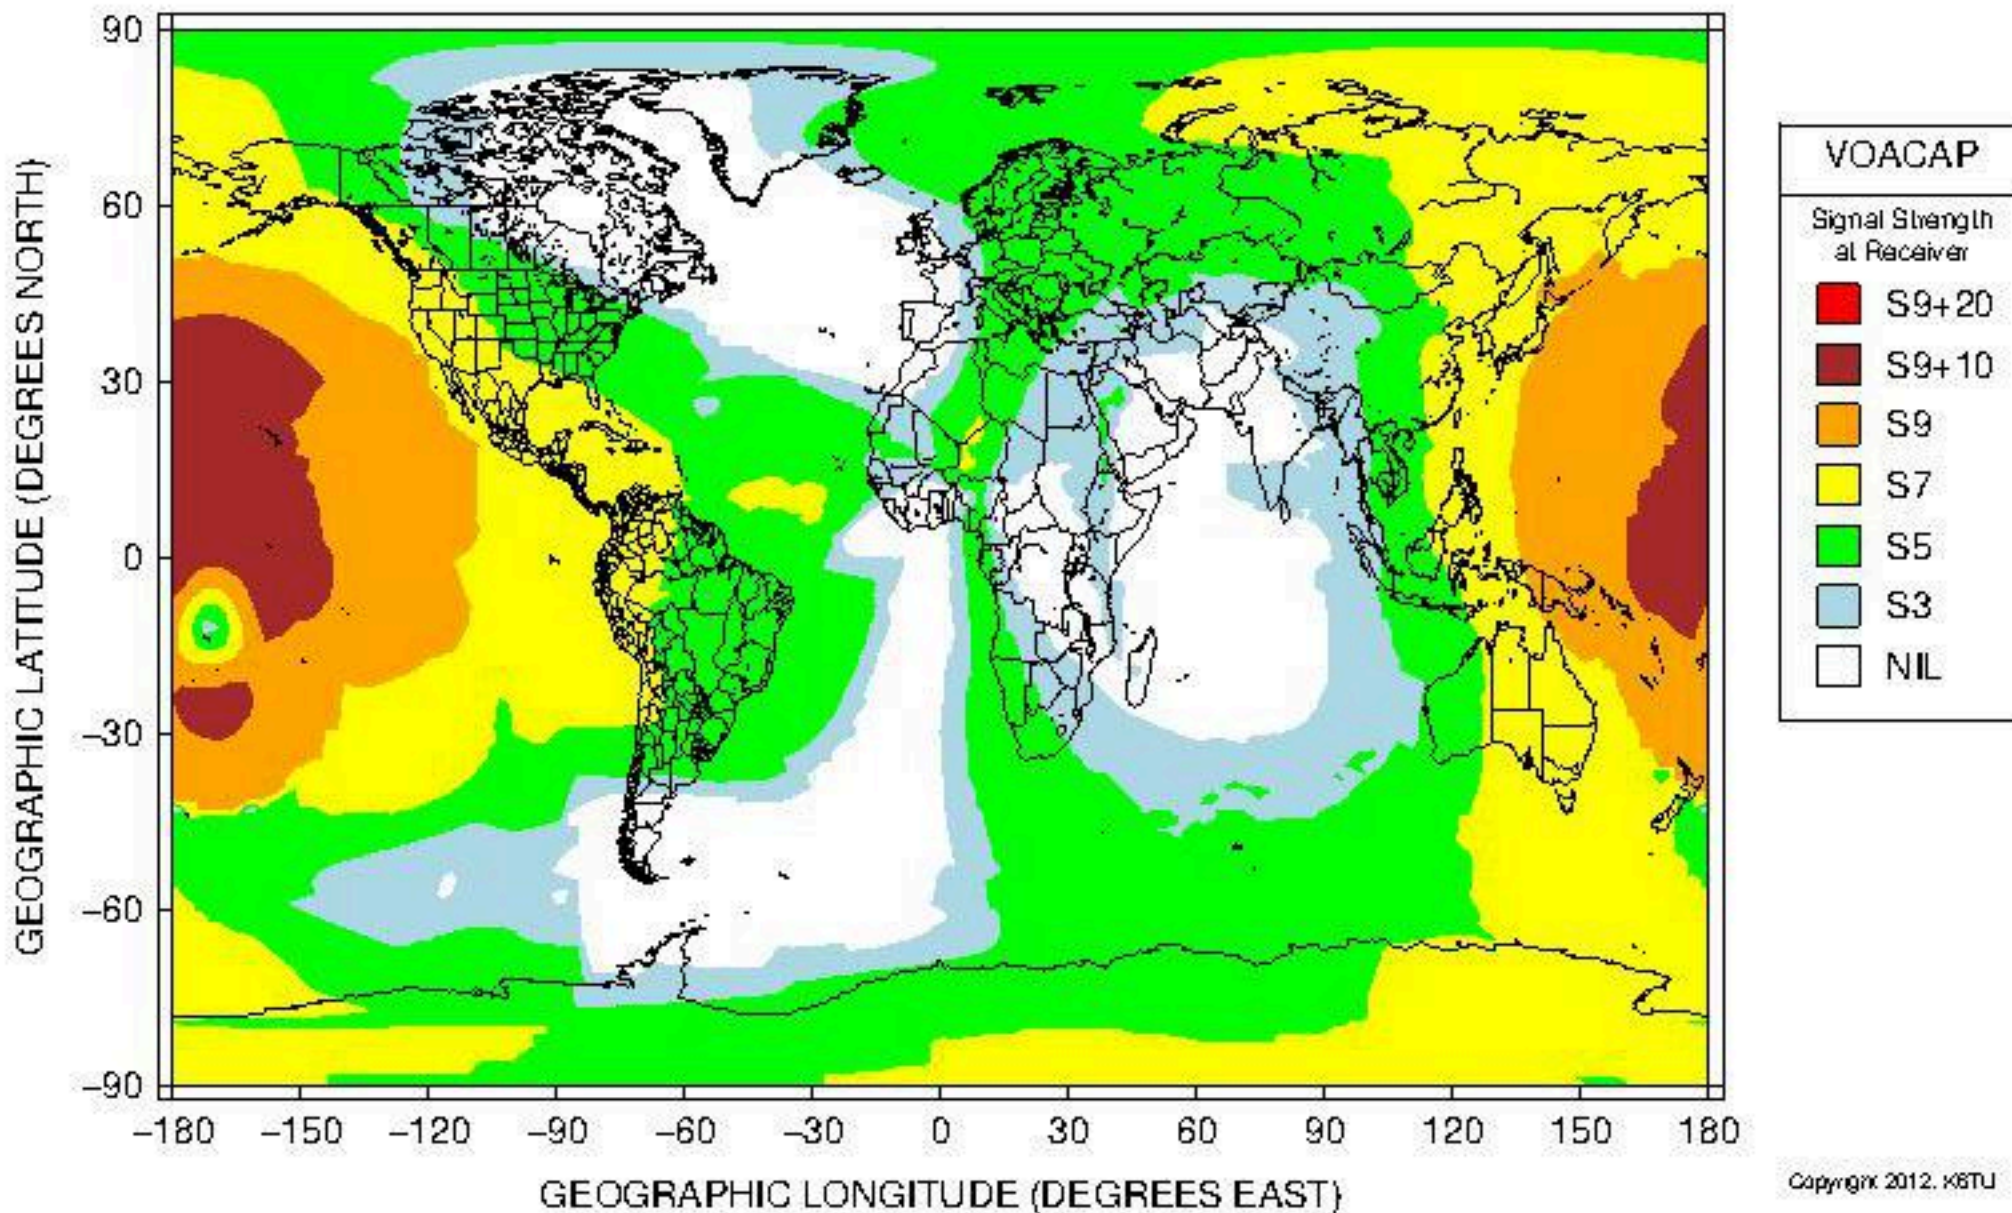 90
60
30
0
−30
−60
−90
GEOGRAPHIC LATITUDE (DEGREES NORTH)
−180 −150 −120 −90 −60 −30 0 30 60 90 120 150 180
GEOGRAPHIC LONGITUDE (DEGREES EAST)
VOACAP
Signal Strength
at Receiver
S9+20
S9+10
S9
S7
S5
S3
NIL
Copyright 2012, K6TU